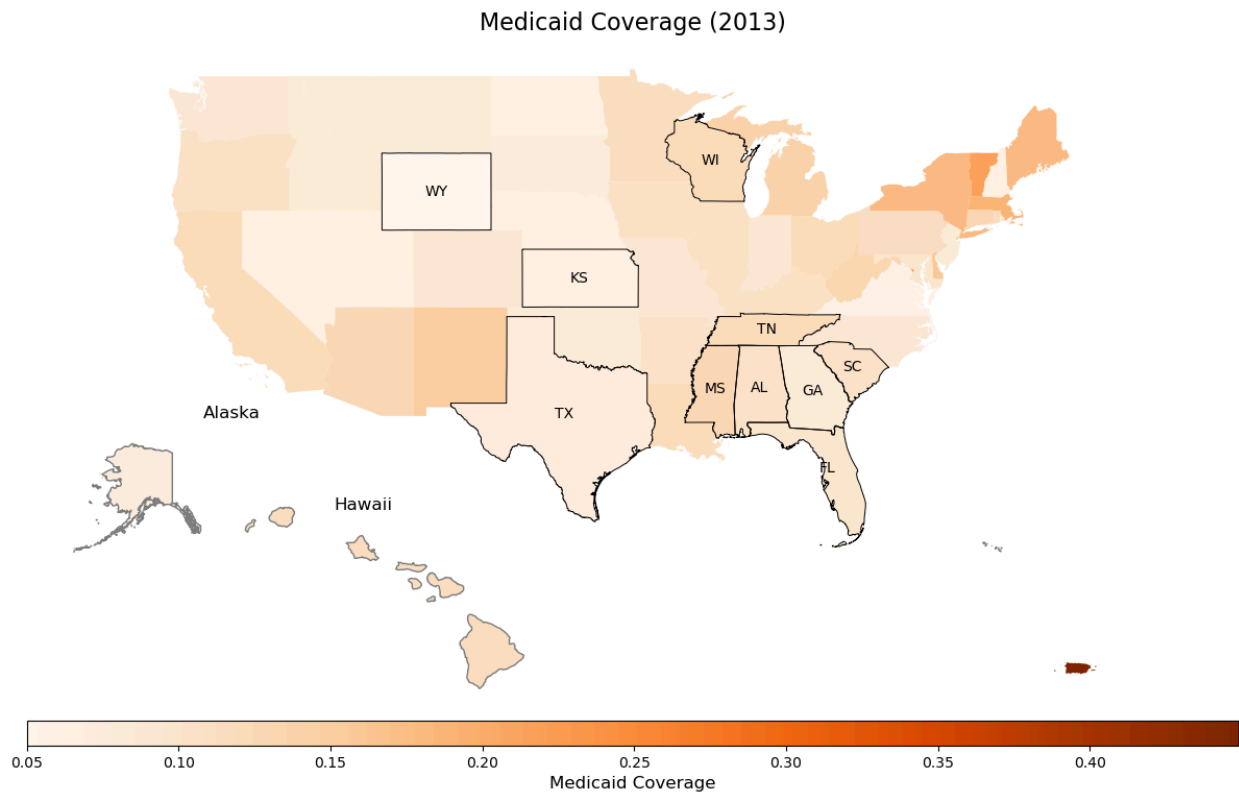 Medicaid Coverage (2013)
WI
WY
KS
TN
SC
MS
AL
GA
TX
Alaska
FL
Hawaii
0.05
0.10
0.15
0.20
0.25
0.30
0.35
0.40
Medicaid Coverage